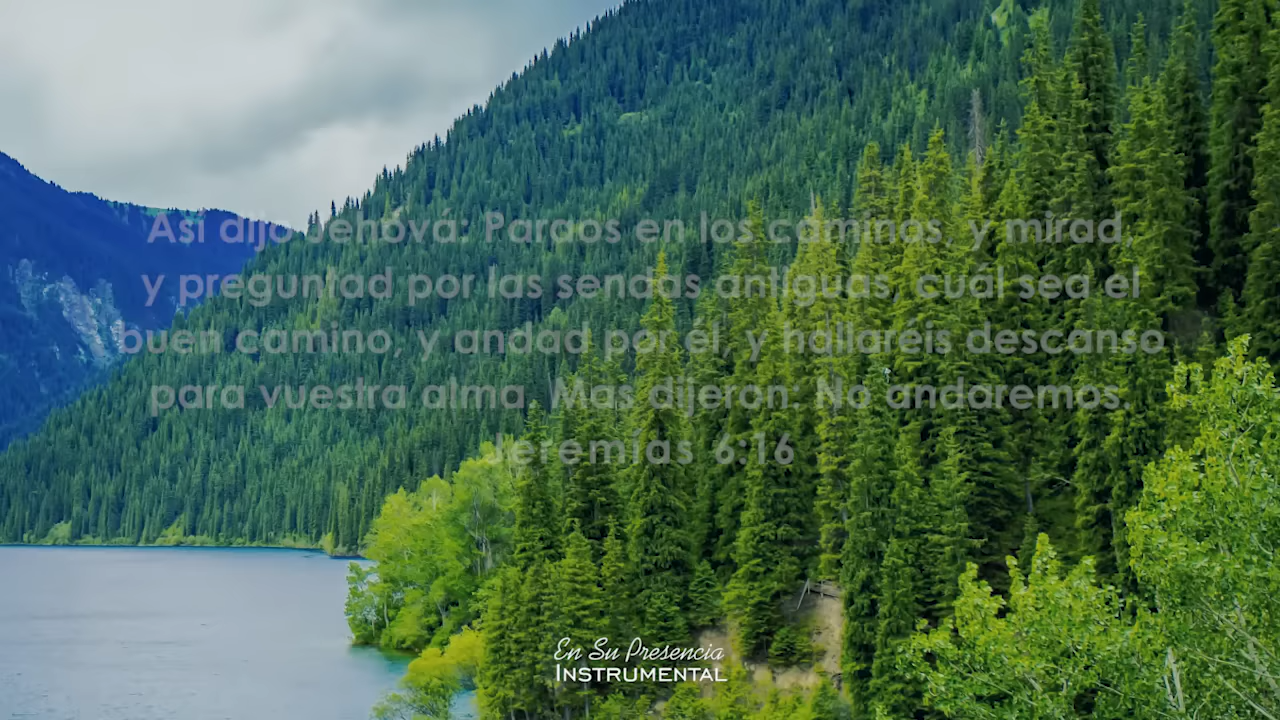 Así dijo Jehová: Paraos en los caminos, y mirad
y preguntad por las sendas antiguas, cuál sea el
buen camino, y andad por él, y hallaréis descanso
para vuestra alma. Mas dijeron: No andaremos.
Jeremías 6:16
En Su Presencia
INSTRUMENTAL